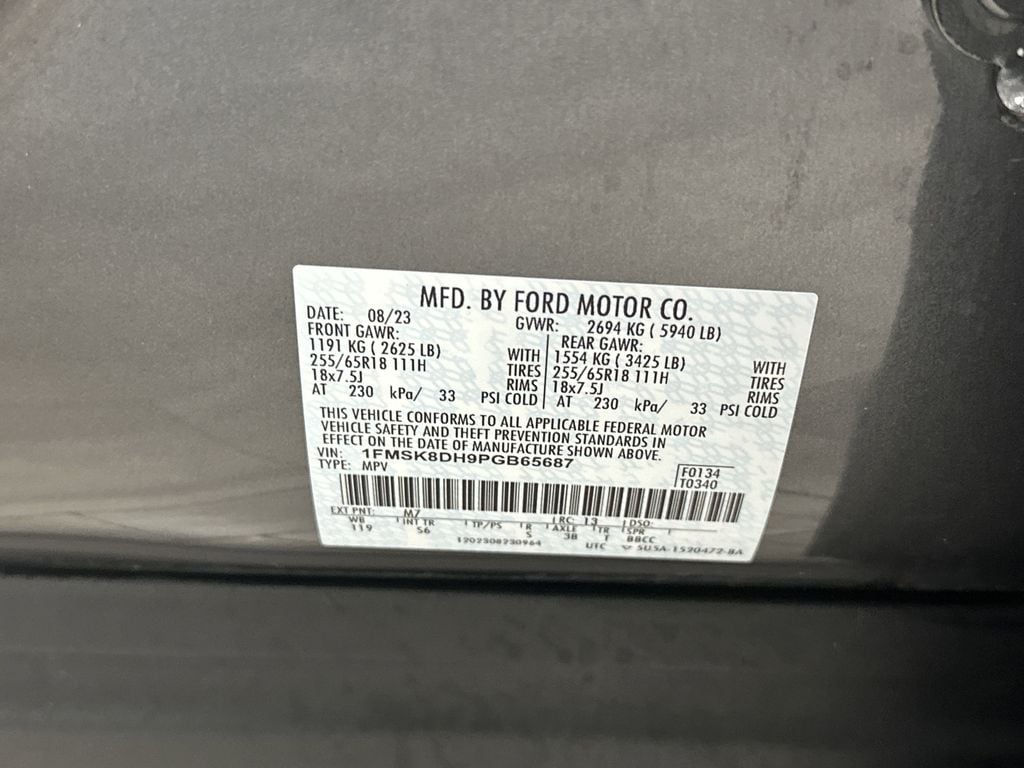 MFD. BY FORD MOTOR CO.
DATE: 08/23 GVWR: 2694 KG ( 5940 LB)
FRONT GAWR: REAR GAWR:
1191 KG ( 2625 LB) WITH 1554 KG ( 3425 LB) WITH
255/65R18 111H TIRES 255/65R18 111H TIRES
18x7.5J RIMS 18x7.5J RIMS
AT 230 kPa/ 33 PSI COLD AT 230 kPa/ 33 PSI COLD
THIS VEHICLE CONFORMS TO ALL APPLICABLE FEDERAL MOTOR
VEHICLE SAFETY AND THEFT PREVENTION STANDARDS IN
EFFECT ON THE DATE OF MANUFACTURE SHOWN ABOVE.
VIN: 1FMSK8DH9PGB65687
TYPE: MPV
F0134
T0340
EXT PNT: M7 RC: 13 DSO:
WB INT TR TP/PS R AXLE TR SPR
119 S6 S 38 T BBCC
1202308230964 UTC 5U5A-1520472-BA